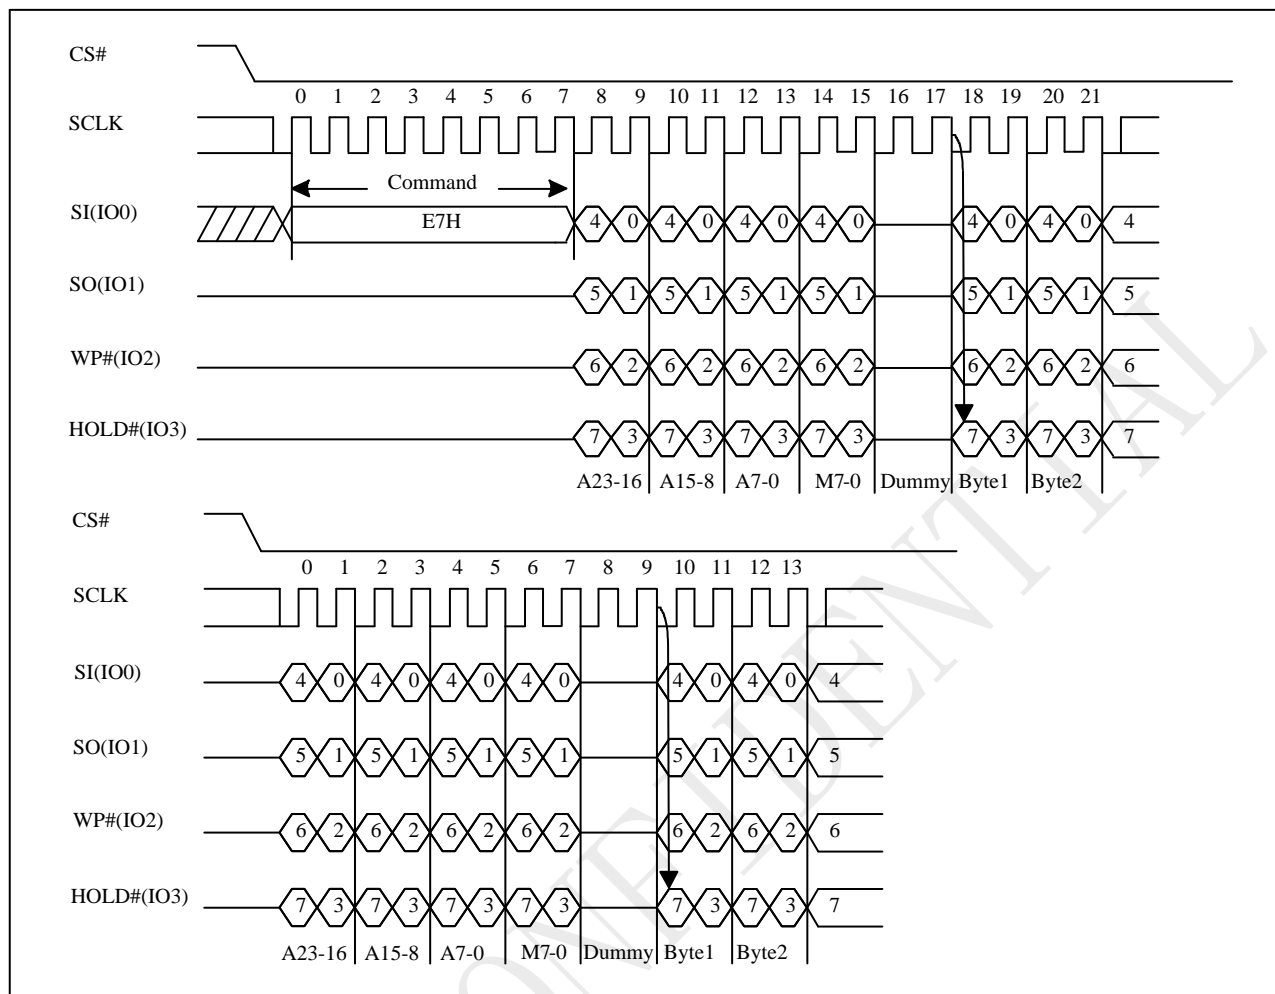 CS#
0 1 2 3 4 5 6 7 8 9 10 11 12 13 14 15 16 17 18 19 20 21
SCLK
Command
SI(IO0) E7H 4 0 4 0 4 0 4 0 4 0 4 0 4
SO(IO1) 5 1 5 1 5 1 5 1 5 1 5 1 5
WP#(IO2) 6 2 6 2 6 2 6 2 6 2 6 2 6
HOLD#(IO3) 7 3 7 3 7 3 7 3 7 3 7 3 7
A23-16 A15-8 A7-0 M7-0 Dummy Byte1 Byte2
CS#
0 1 2 3 4 5 6 7 8 9 10 11 12 13
SCLK
SI(IO0) 4 0 4 0 4 0 4 0 4 0 4 0 4
SO(IO1) 5 1 5 1 5 1 5 1 5 1 5 1 5
WP#(IO2) 6 2 6 2 6 2 6 2 6 2 6 2 6
HOLD#(IO3) 7 3 7 3 7 3 7 3 7 3 7 3 7
A23-16 A15-8 A7-0 M7-0 Dummy Byte1 Byte2
ONFIDENTIAL